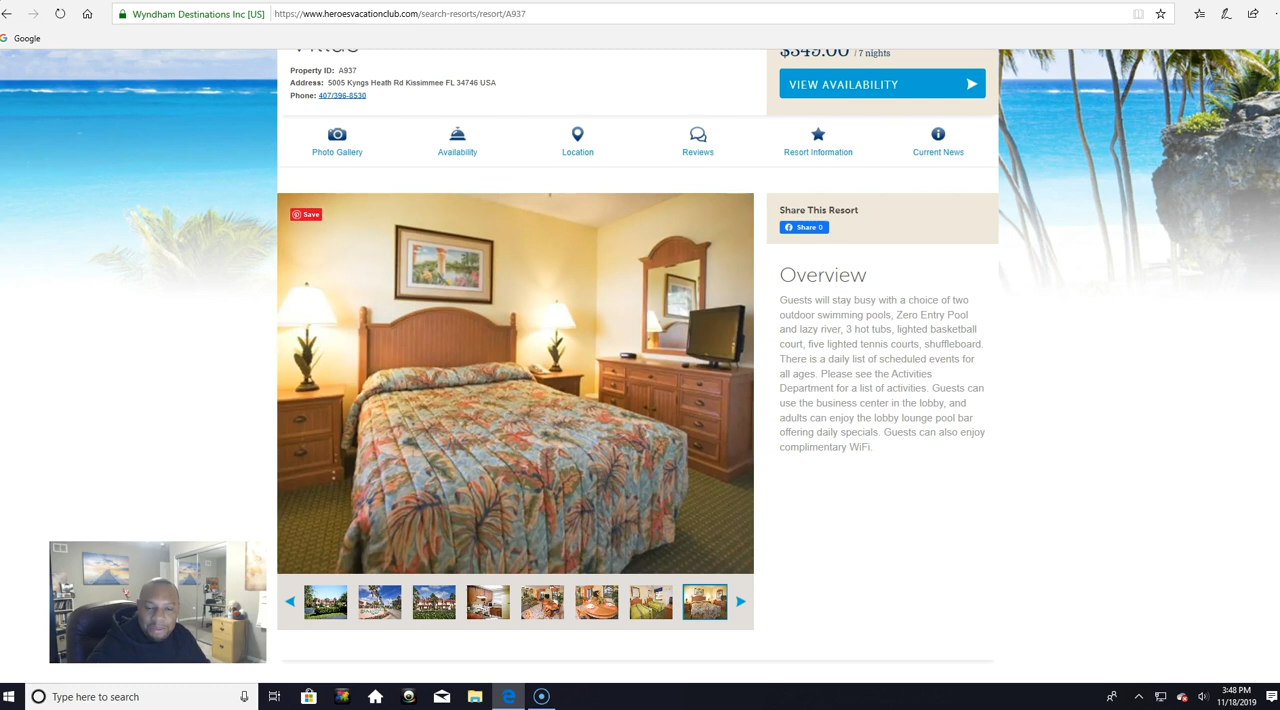 Wyndham Destinations Inc [US] https://www.heroesvacationclub.com/search-resorts/resort/A937
Google
Property ID: A937
Address: 5005 Kyngs Heath Rd Kissimmee FL 34746 USA
Phone: 407/396-8530
$349.00 / 7 nights
VIEW AVAILABILITY
Photo Gallery
Availability
Location
Reviews
Resort Information
Current News
Save
Share This Resort
Share 0
Overview
Guests will stay busy with a choice of two
outdoor swimming pools, Zero Entry Pool
and lazy river, 3 hot tubs, lighted basketball
court, five lighted tennis courts, shuffleboard.
There is a daily list of scheduled events for
all ages. Please see the Activities
Department for a list of activities. Guests can
use the business center in the lobby, and
adults can enjoy the lobby lounge pool bar
offering daily specials. Guests can also enjoy
complimentary WiFi.
Type here to search
3:48 PM
11/18/2019